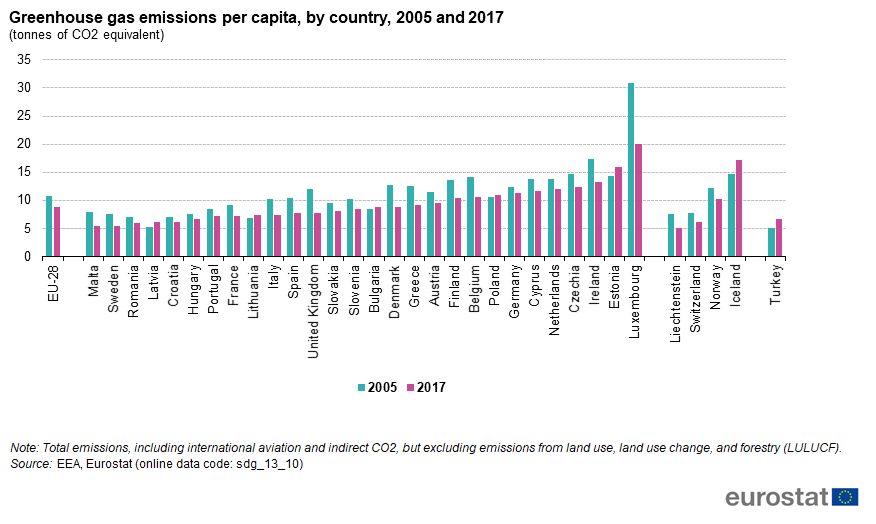 Greenhouse gas emissions per capita, by country, 2005 and 2017
(tonnes of CO2 equivalent)
35
30
25
20
15
10
5
0
EU-28
Malta
Sweden
Romania
Latvia
Croatia
Hungary
Portugal
France
Lithuania
Italy
Spain
United Kingdom
Slovakia
Slovenia
Bulgaria
Denmark
Greece
Austria
Finland
Belgium
Poland
Germany
Cyprus
Netherlands
Czechia
Ireland
Estonia
Luxembourg
Liechtenstein
Switzerland
Norway
Iceland
Turkey
2005 2017
Note: Total emissions, including international aviation and indirect CO2, but excluding emissions from land use, land use change, and forestry (LULUCF).
Source: EEA, Eurostat (online data code: sdg_13_10)
eurostat